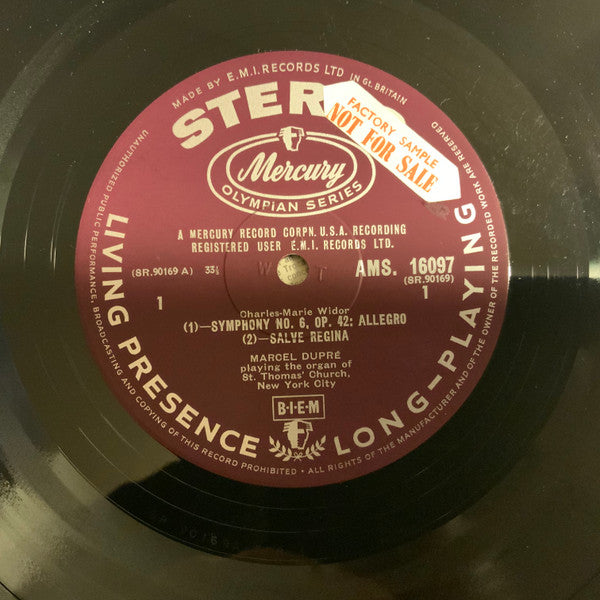 MADE BY E.M.I. RECORDS LTD IN GT. BRITAIN
STER
FACTORY SAMPLE
NOT FOR SALE
Mercury
OLYMPIAN SERIES
A MERCURY RECORD CORPN. U.S.A. RECORDING
REGISTERED USER E.M.I. RECORDS LTD.
(8R.90169 A) 33⅓
AMS. 16097
(8R.90169)
1
1
Charles-Marie Widor
(1)—SYMPHONY NO. 6, OP. 42: ALLEGRO
(2)—SALVE REGINA
MARCEL DUPRÉ
playing the organ of
St. Thomas' Church,
New York City
B·I·E·M
LIVING PRESENCE
LONG-PLAYING
UNAUTHORIZED PUBLIC PERFORMANCE, BROADCASTING AND COPYING OF THIS RECORD PROHIBITED · ALL RIGHTS OF THE MANUFACTURER AND OF THE OWNER OF THE RECORDED WORK ARE RESERVED